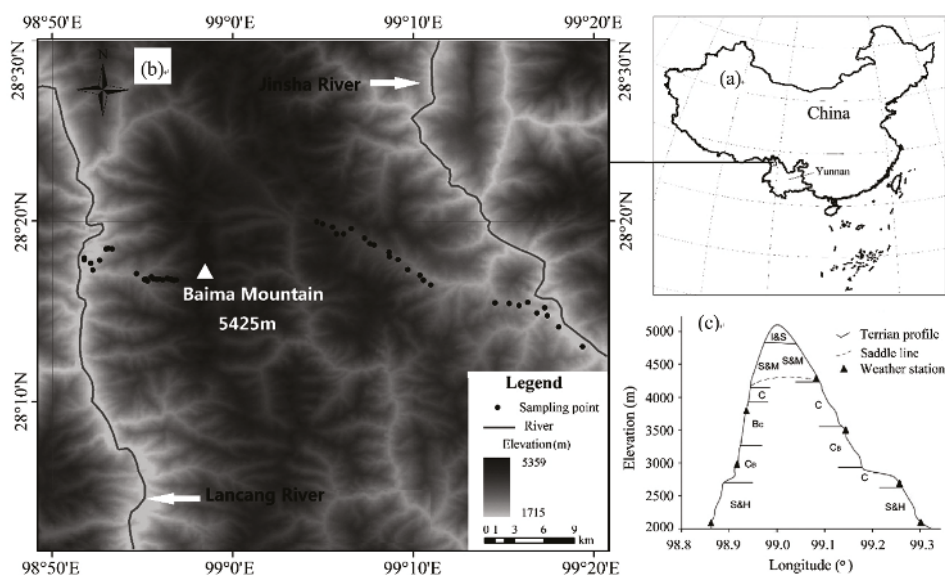 98°50'E 99°0'E 99°10'E 99°20'E
28°30'N
28°20'N
28°10'N
(b)
N
Jinsha River
Baima Mountain
5425m
Lancang River
Legend
Sampling point
River
Elevation (m)
5359
1715
0 1 3 6 9
km
98°50'E 99°0'E 99°10'E 99°20'E
28°30'N
28°20'N
28°10'N
(a)
China
Yunnan
(c)
Terrian profile
Saddle line
Weather station
I&S
S&M S&M
C C
Bc
Cs Cs
C
S&H S&H
Elevation (m)
5000
4500
4000
3500
3000
2500
2000
98.8 98.9 99.0 99.1 99.2 99.3
Longitude (°)